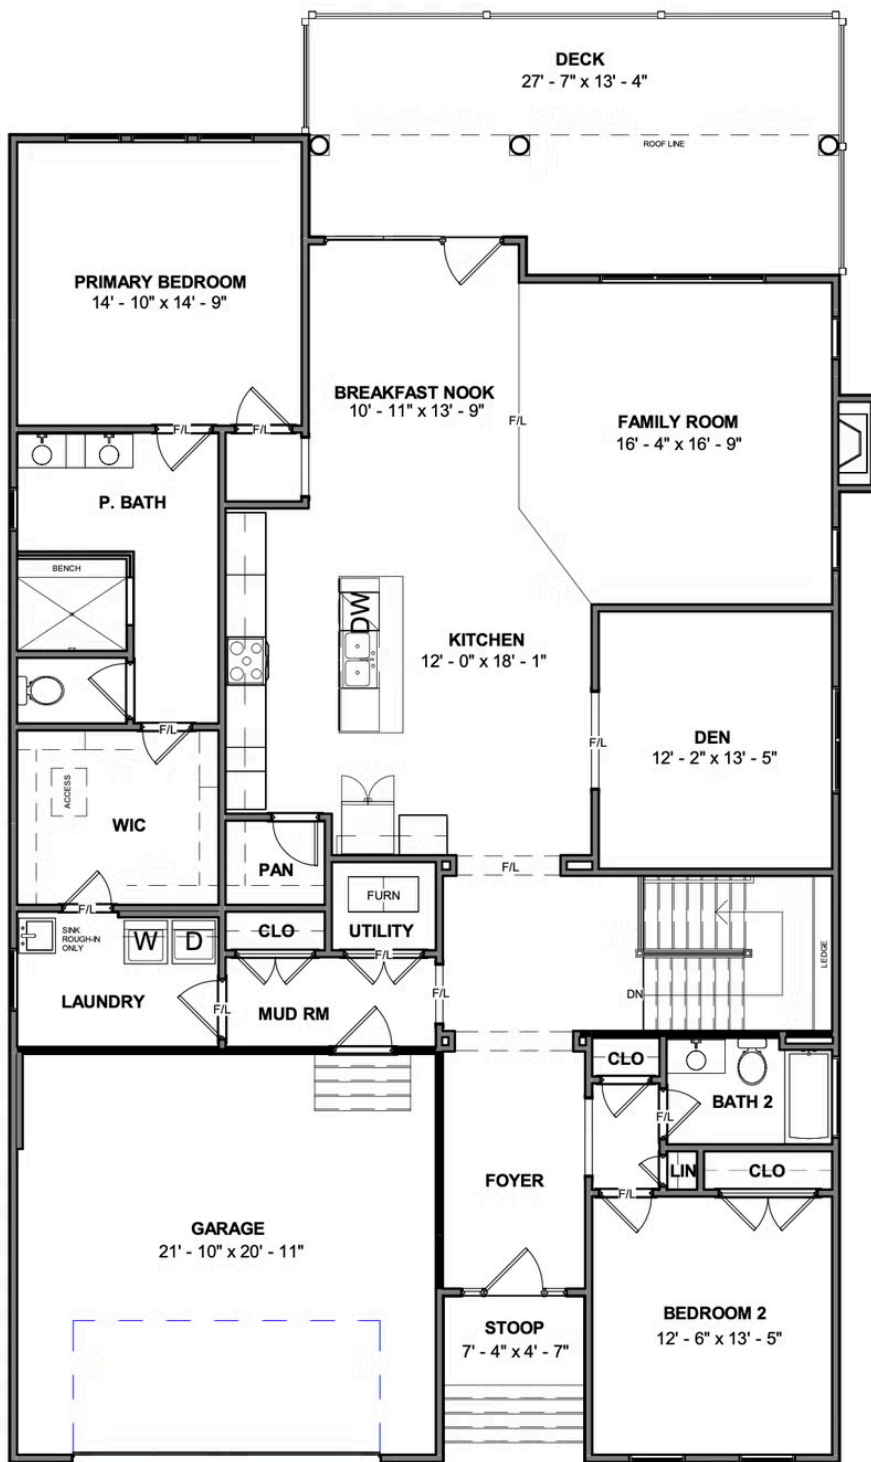 DECK
27' - 7" x 13' - 4"
ROOF LINE
PRIMARY BEDROOM
14' - 10" x 14' - 9"
BREAKFAST NOOK
10' - 11" x 13' - 9"
F/L
FAMILY ROOM
16' - 4" x 16' - 9"
F/L
F/L
P. BATH
BENCH
DW
KITCHEN
12' - 0" x 18' - 1"
F/L
F/L
DEN
12' - 2" x 13' - 5"
ACCESS
WIC
PAN
F/L
FURN
UTILITY
F/L
F/L
SINK
ROUGH-IN
ONLY
W
D
CLO
LAUNDRY
F/L
MUD RM
F/L
DN
LEDGE
CLO
BATH 2
F/L
FOYER
LIN
CLO
F/L
GARAGE
21' - 10" x 20' - 11"
STOOP
7' - 4" x 4' - 7"
BEDROOM 2
12' - 6" x 13' - 5"